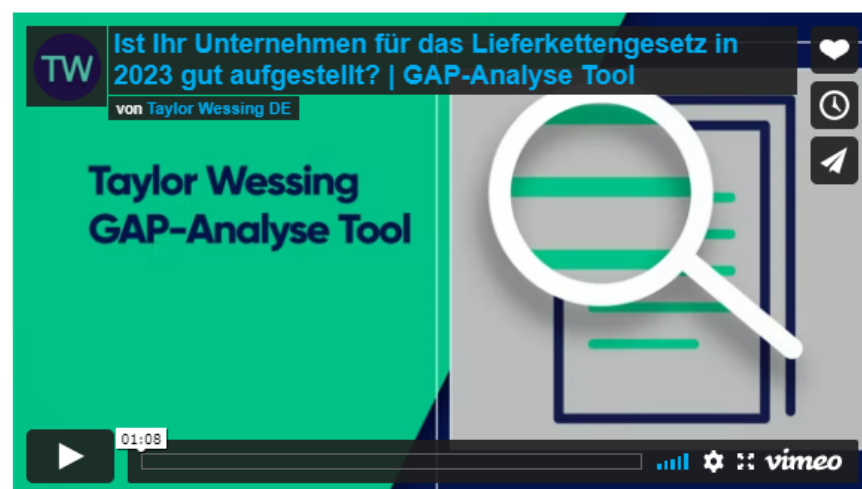 TW
Ist Ihr Unternehmen für das Lieferkettengesetz in
2023 gut aufgestellt? | GAP-Analyse Tool
von Taylor Wessing DE
Taylor Wessing
GAP-Analyse Tool
01:08
vimeo